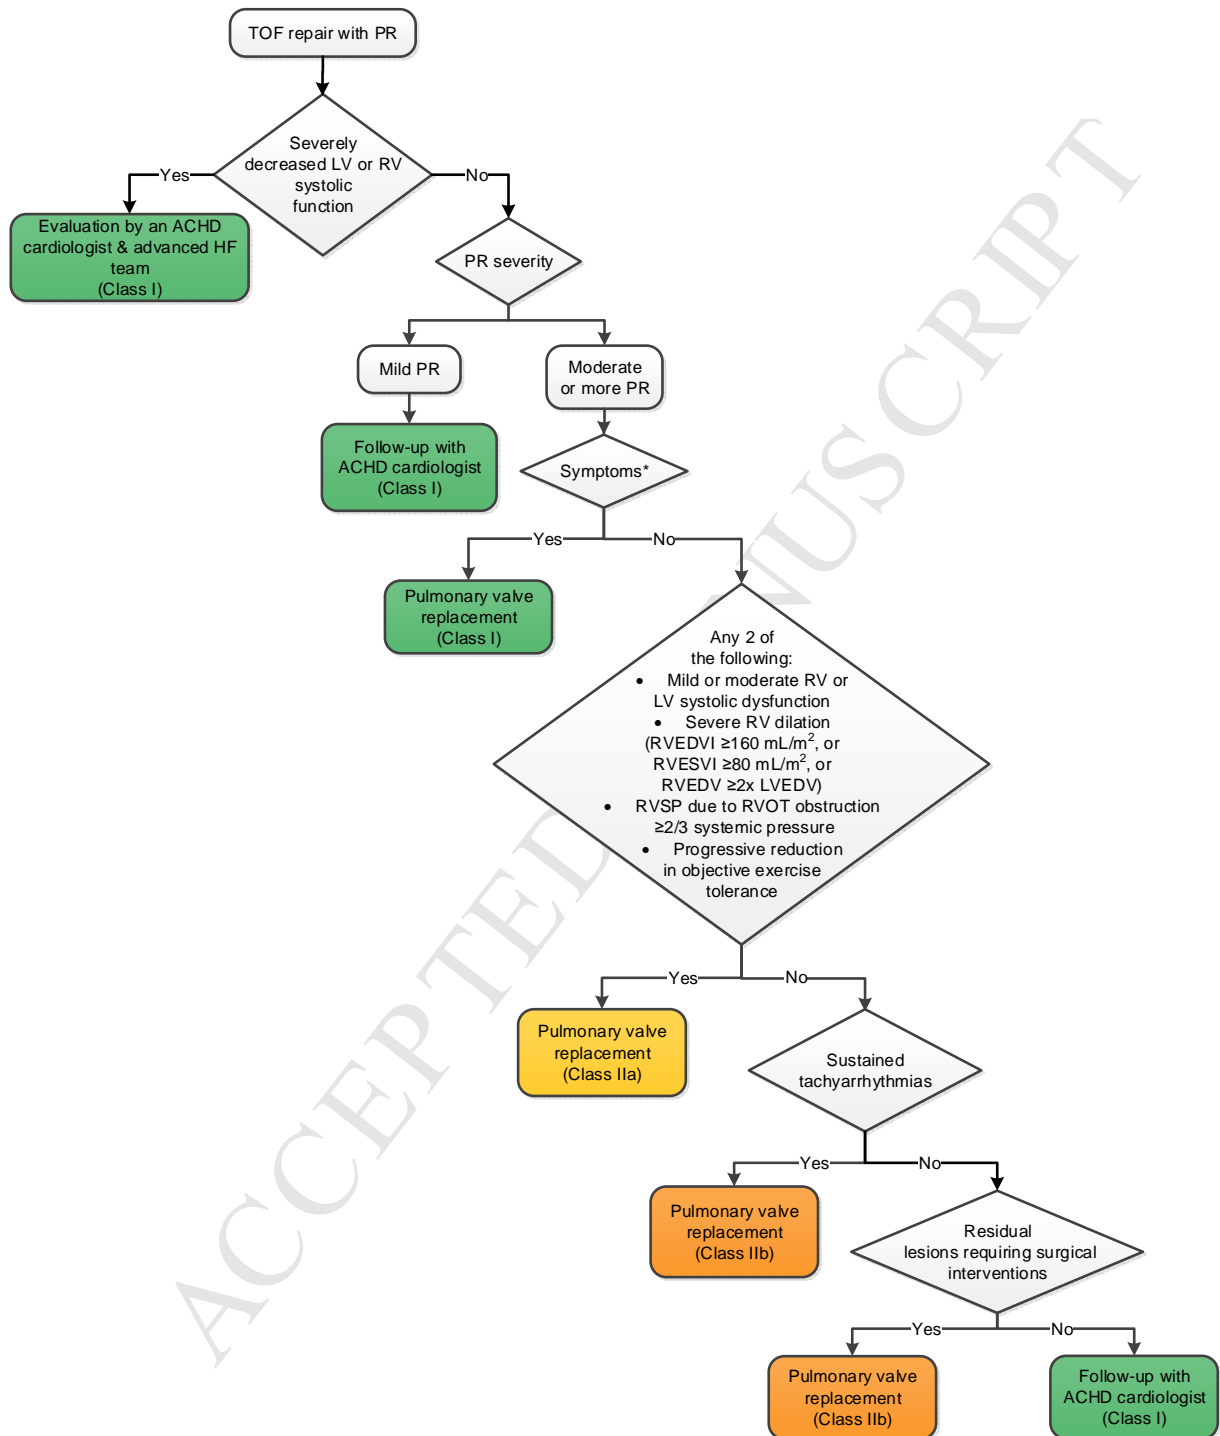 TOF repair with PR
Severely
decreased LV or RV
systolic
function
Yes
No
Evaluation by an ACHD
cardiologist & advanced HF
team
(Class I)
PR severity
Mild PR
Moderate
or more PR
Follow-up with
ACHD cardiologist
(Class I)
Symptoms*
Yes
No
Pulmonary valve
replacement
(Class I)
Any 2 of
the following:
• Mild or moderate RV or
LV systolic dysfunction
• Severe RV dilation
(RVEDVI ≥160 mL/m², or
RVESVI ≥80 mL/m², or
RVEDV ≥2x LVEDV)
• RVSP due to RVOT obstruction
≥2/3 systemic pressure
• Progressive reduction
in objective exercise
tolerance
Yes
No
Pulmonary valve
replacement
(Class IIa)
Sustained
tachyarrhythmias
Yes
No
Pulmonary valve
replacement
(Class IIb)
Residual
lesions requiring surgical
interventions
Yes
No
Pulmonary valve
replacement
(Class IIb)
Follow-up with
ACHD cardiologist
(Class I)
ACCEPTED MANUSCRIPT